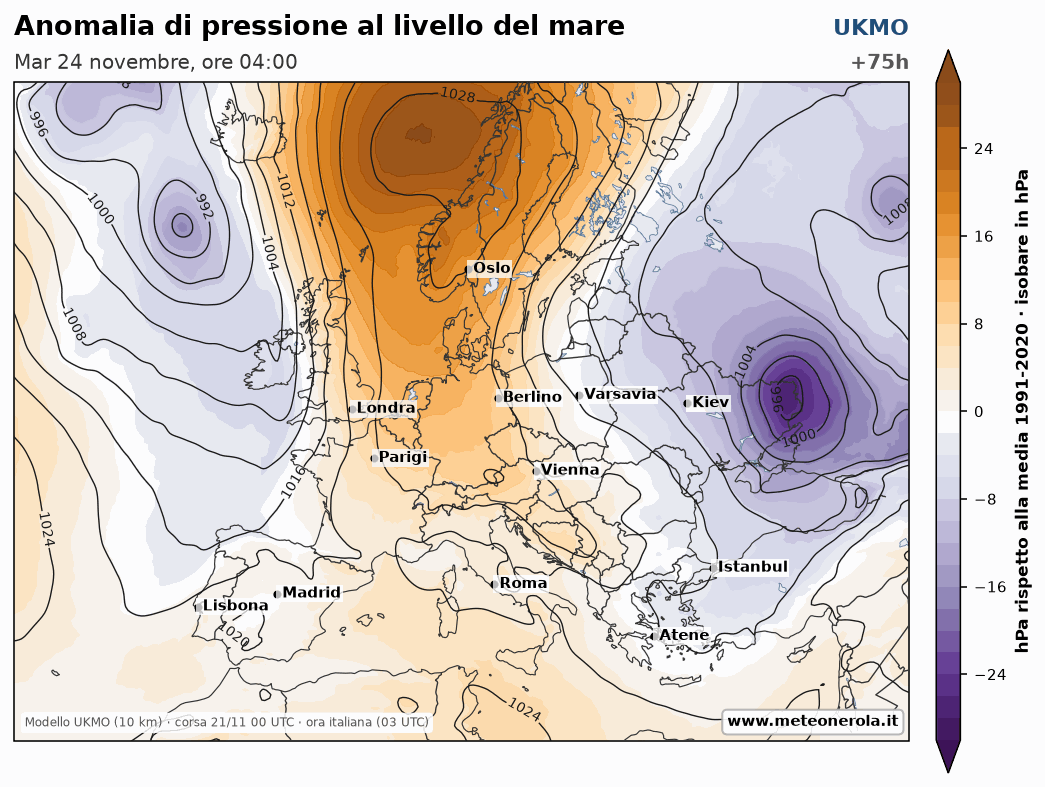 Anomalia di pressione al livello del mare
UKMO
Mar 24 novembre, ore 04:00
+75h
1028
996
1000
992
1012
1004
1008
1008
Oslo
1004
996
1000
Berlino
Varsavia
Kiev
Londra
Parigi
Vienna
1016
1024
Istanbul
Roma
Madrid
Lisbona
1020
Atene
1024
Modello UKMO (10 km) · corsa 21/11 00 UTC · ora italiana (03 UTC)
www.meteonerola.it
24
16
8
0
−8
−16
−24
hPa rispetto alla media 1991-2020 · isobare in hPa